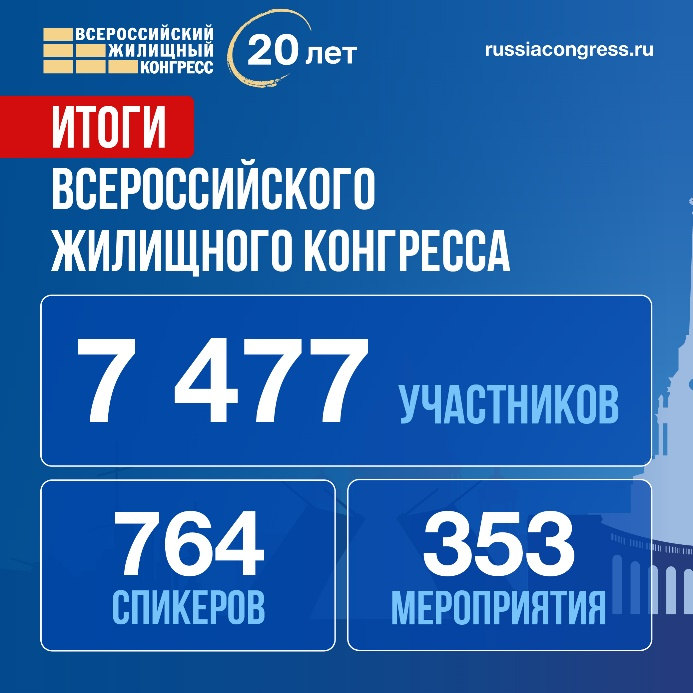 ВСЕРОССИЙСКИЙ
ЖИЛИЩНЫЙ
КОНГРЕСС
20 лет
russiacongress.ru
ИТОГИ
ВСЕРОССИЙСКОГО
ЖИЛИЩНОГО КОНГРЕССА
7 477 УЧАСТНИКОВ
764
СПИКЕРОВ
353
МЕРОПРИЯТИЯ